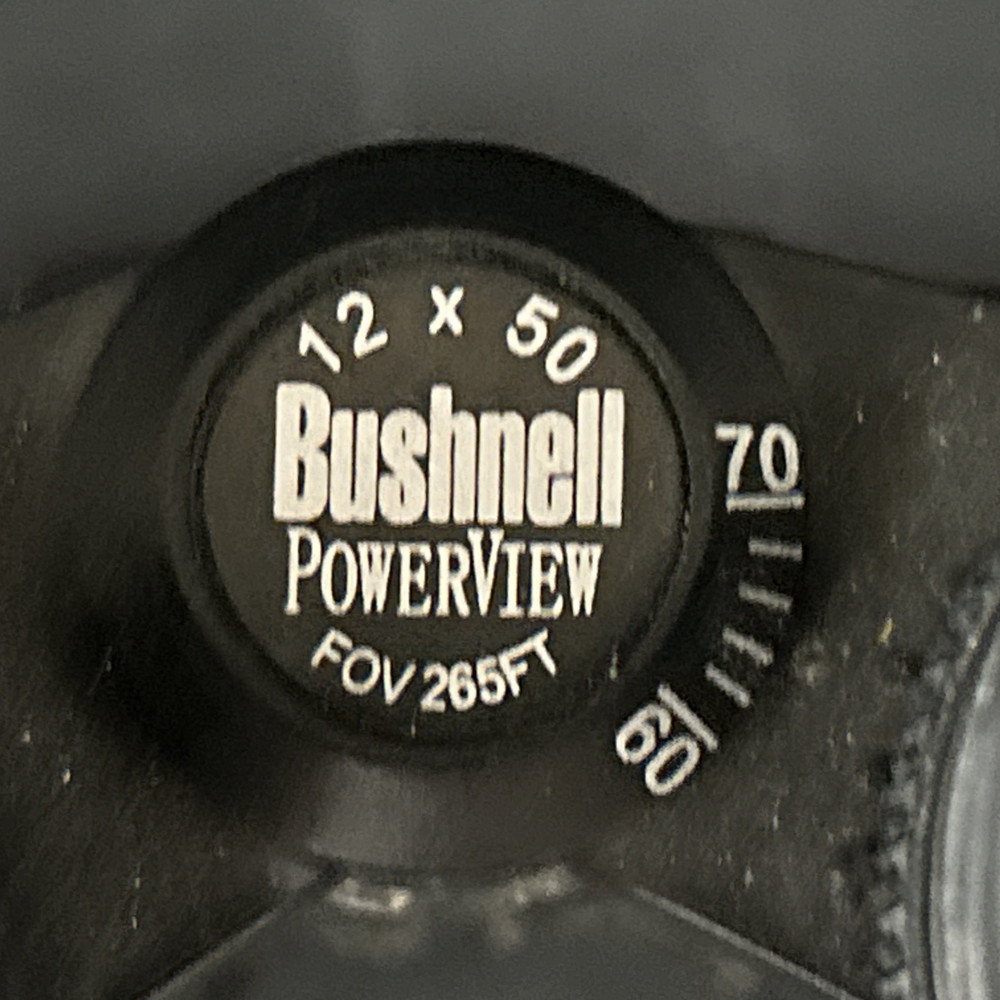 12 x 50
Bushnell
POWERVIEW
FOV 265FT
70
60